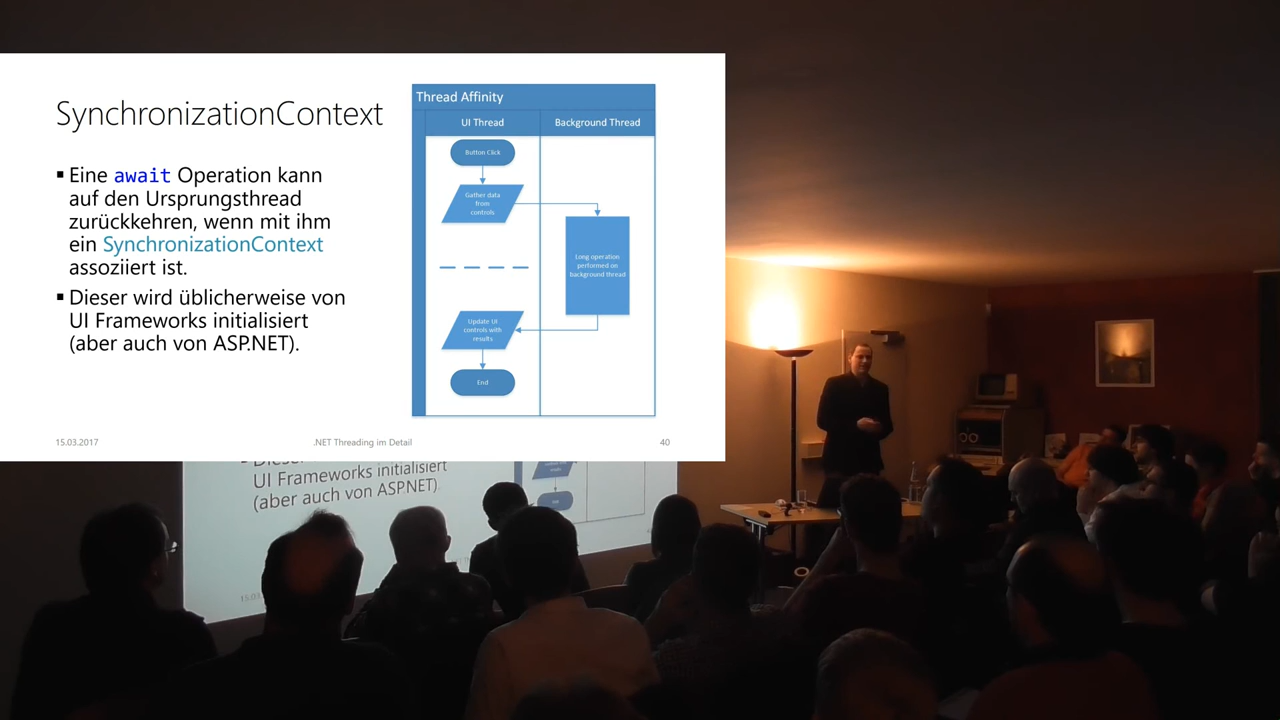 SynchronizationContext
▪ Eine await Operation kann
auf den Ursprungsthread
zurückkehren, wenn mit ihm
ein SynchronizationContext
assoziiert ist.
▪ Dieser wird üblicherweise von
UI Frameworks initialisiert
(aber auch von ASP.NET).
Thread Affinity
UI Thread
Background Thread
Button Click
Gather data
from
controls
Long operation
performed on
background thread
Update UI
controls with
results
End
15.03.2017
.NET Threading im Detail
40
Dieser
UI Frameworks initialisiert
(aber auch von ASP.NET)